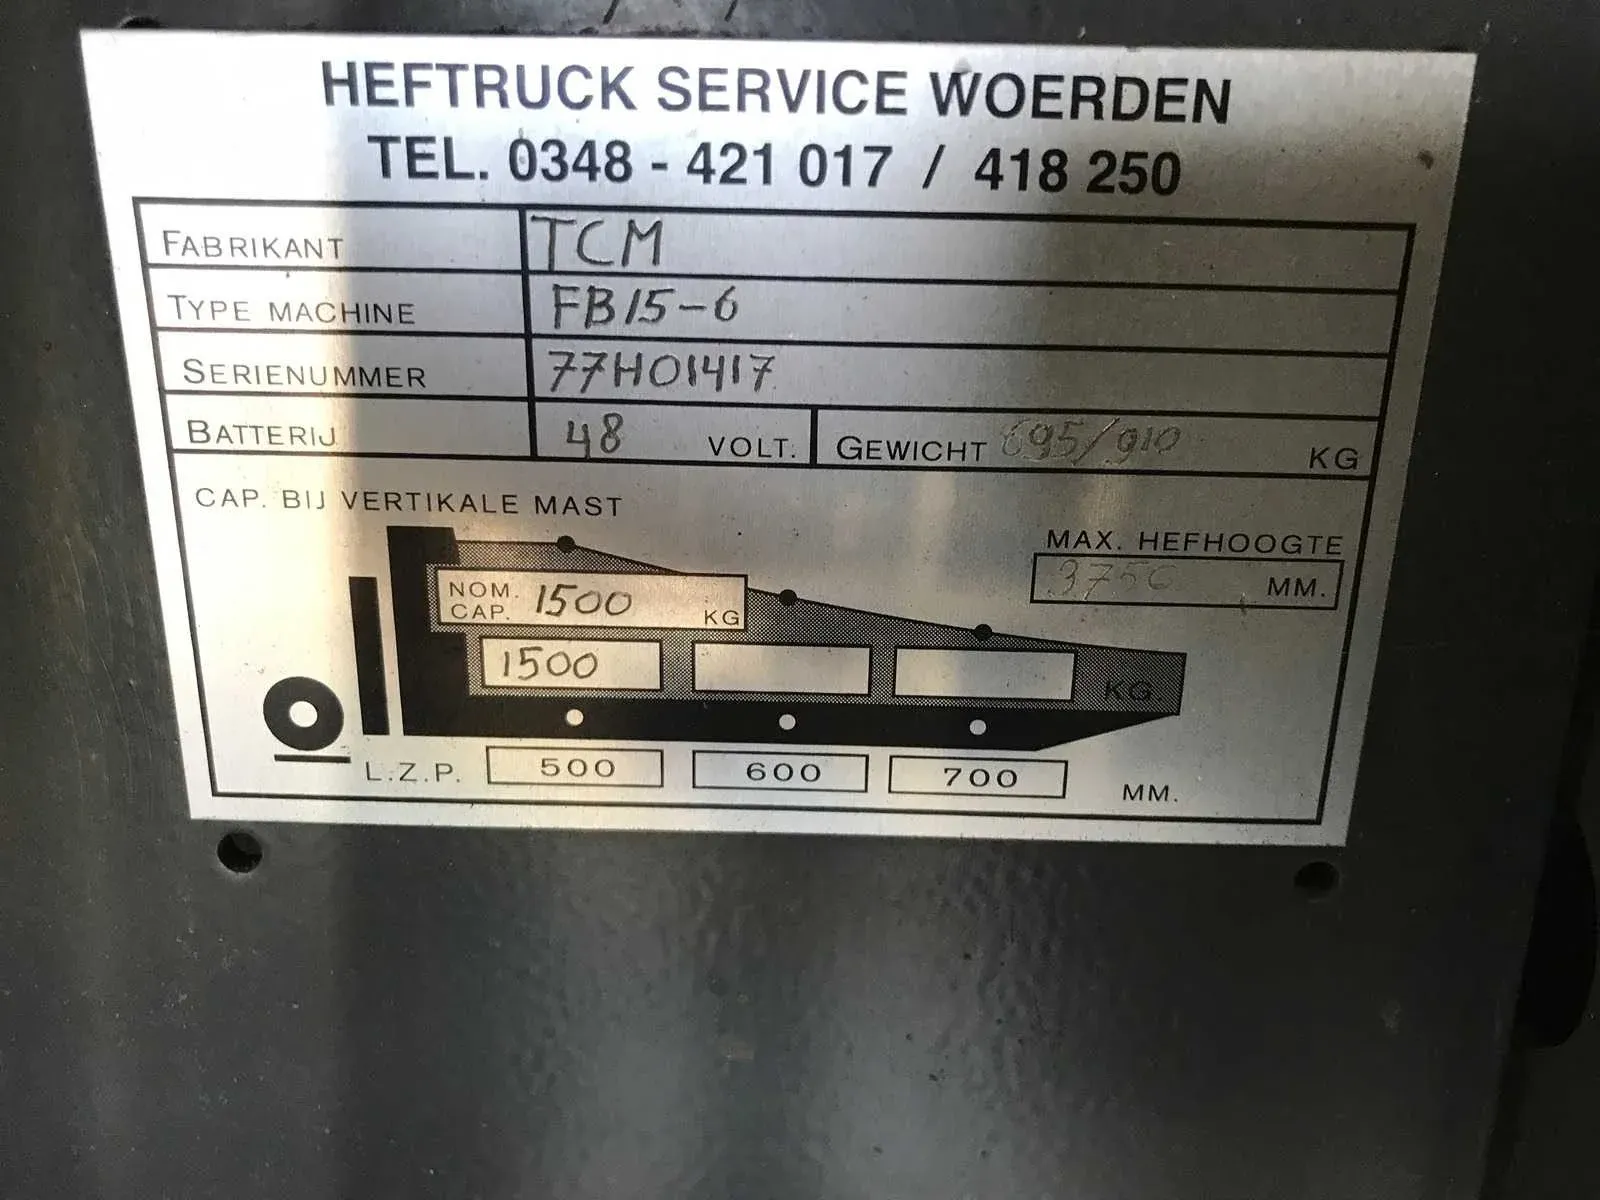 HEFTRUCK SERVICE WOERDEN
TEL. 0348 - 421 017 / 418 250
FABRIKANT TCM
TYPE MACHINE FB15-6
SERIENUMMER 77H01417
BATTERIJ 48 VOLT. GEWICHT 695/910 KG
CAP. BIJ VERTIKALE MAST
MAX. HEFHOOGTE
MM.
NOM. CAP. 1500 KG
1500 KG
L.Z.P. 500 600 700 MM.